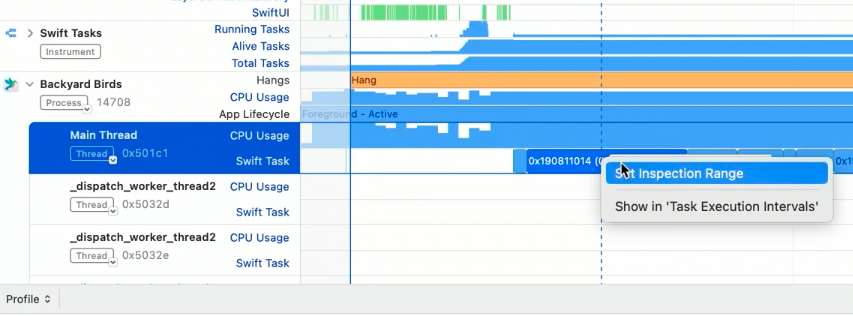 SwiftUI
Swift Tasks
Running Tasks
Instrument
Alive Tasks
Total Tasks
Backyard Birds
Hangs
Hang
Process
14708
CPU Usage
App Lifecycle
Foreground - Active
Main Thread
CPU Usage
Thread
0x501c1
Swift Task
0x190811014
Set Inspection Range
Show in 'Task Execution Intervals'
_dispatch_worker_thread2
CPU Usage
Thread
0x5032d
Swift Task
_dispatch_worker_thread2
CPU Usage
Thread
0x5032e
Swift Task
Profile